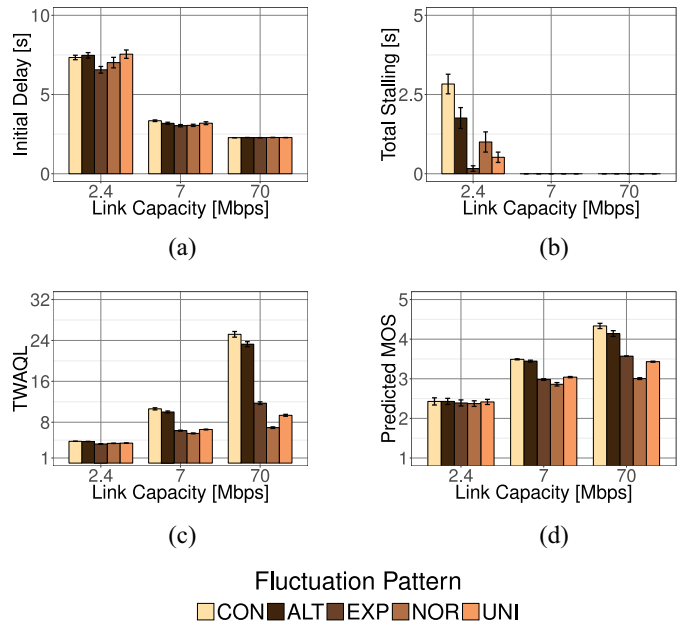 Initial Delay [s]
10
5
0
2.4 7 70
Link Capacity [Mbps]
(a)
Total Stalling [s]
5
2.5
0
2.4 7 70
Link Capacity [Mbps]
(b)
TWAQL
32
24
16
8
1
2.4 7 70
Link Capacity [Mbps]
(c)
Predicted MOS
5
4
3
2
1
2.4 7 70
Link Capacity [Mbps]
(d)
Fluctuation Pattern
CON ALT EXP NOR UNI